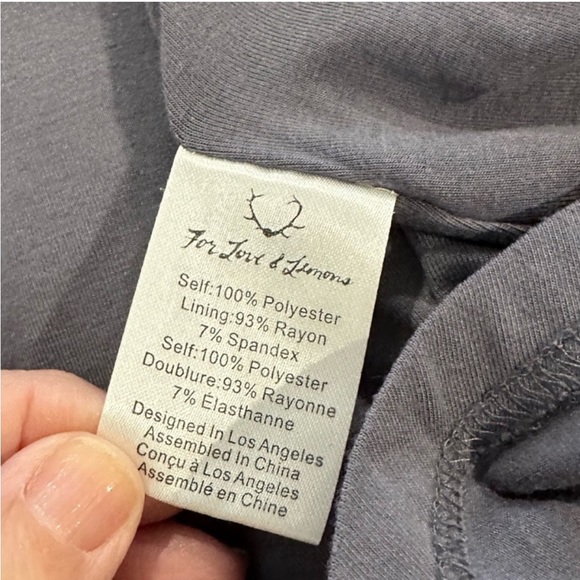 For Love & Lemons
Self:100% Polyester
Lining:93% Rayon
7% Spandex
Self:100% Polyester
Doublure:93% Rayonne
7% Élasthanne
Designed In Los Angeles
Assembled In China
Conçu à Los Angeles
Assemblé en Chine